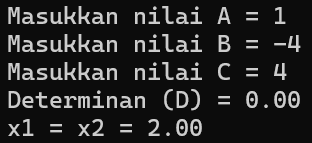 Masukkan nilai A = 1
Masukkan nilai B = -4
Masukkan nilai C = 4
Determinan (D) = 0.00
x1 = x2 = 2.00